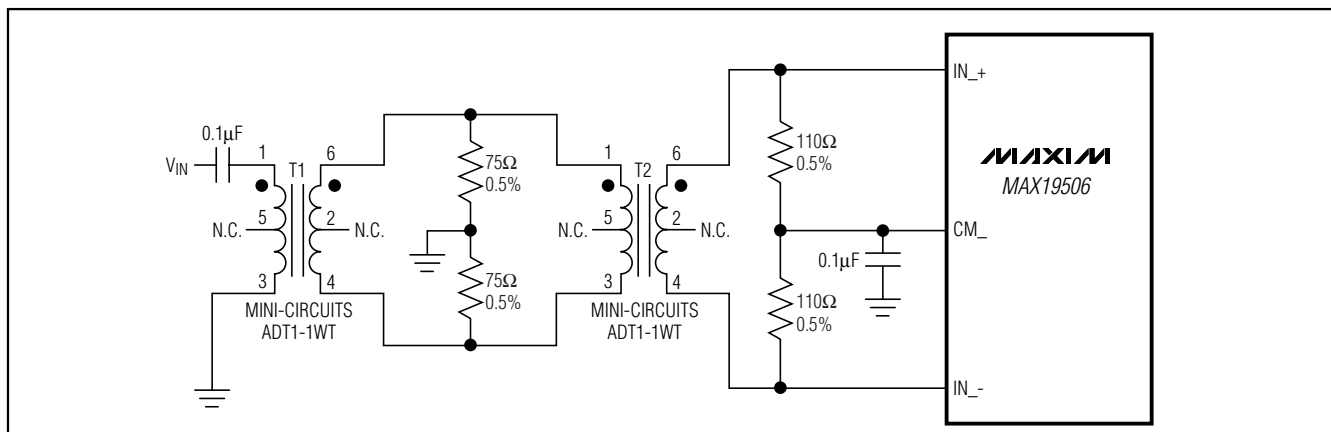 0.1µF
V_IN
1
T1
6
5
N.C.
2
N.C.
3
4
MINI-CIRCUITS
ADT1-1WT
75Ω
0.5%
75Ω
0.5%
1
T2
6
5
N.C.
2
N.C.
3
4
MINI-CIRCUITS
ADT1-1WT
110Ω
0.5%
0.1µF
110Ω
0.5%
IN_+
MAXIM
MAX19506
CM_
IN_-